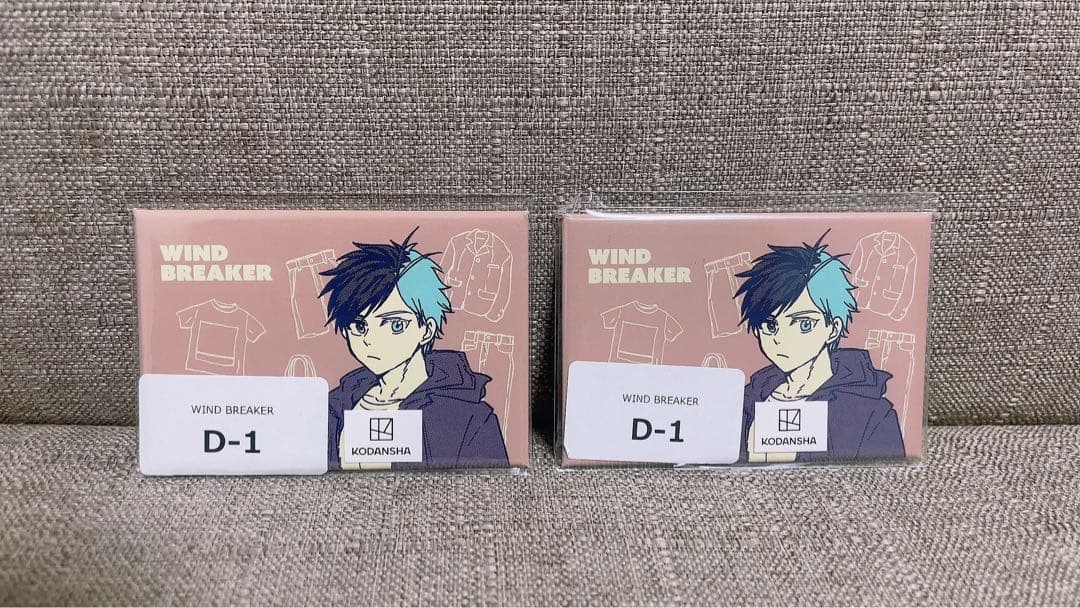 WIND
BREAKER
WIND BREAKER
D-1
KODANSHA
WIND
BREAKER
WIND BREAKER
D-1
KODANSHA